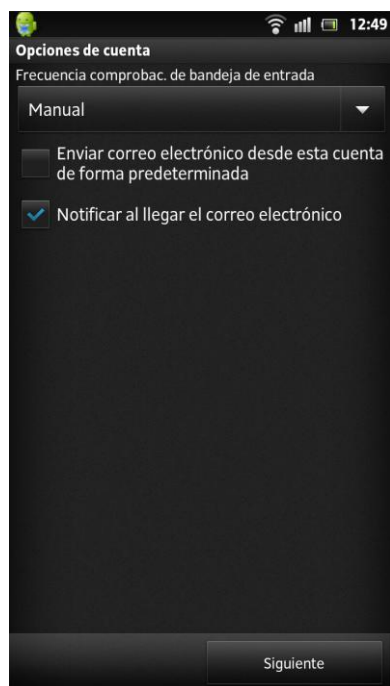 12:49
Opciones de cuenta
Frecuencia comprobac. de bandeja de entrada
Manual
Enviar correo electrónico desde esta cuenta
de forma predeterminada
Notificar al llegar el correo electrónico
Siguiente